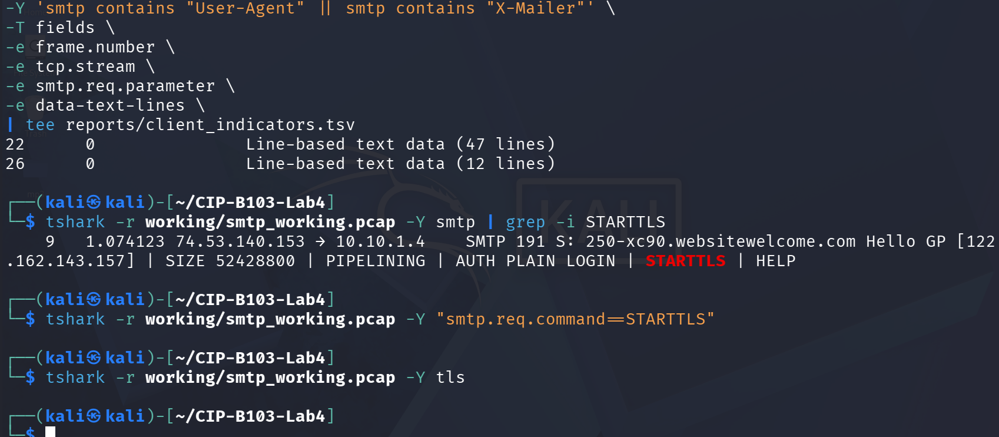 -Y 'smtp contains "User-Agent" || smtp contains "X-Mailer"' \
-T fields \
-e frame.number \
-e tcp.stream \
-e smtp.req.parameter \
-e data-text-lines \
| tee reports/client_indicators.tsv
22      0               Line-based text data (47 lines)
26      0               Line-based text data (12 lines)
┌──(kali㉿kali)-[~/CIP-B103-Lab4]
└─$ tshark -r working/smtp_working.pcap -Y smtp | grep -i STARTTLS
    9   1.074123 74.53.140.153 → 10.10.1.4    SMTP 191 S: 250-xc90.websitewelcome.com Hello GP [122
.162.143.157] | SIZE 52428800 | PIPELINING | AUTH PLAIN LOGIN | STARTTLS | HELP
┌──(kali㉿kali)-[~/CIP-B103-Lab4]
└─$ tshark -r working/smtp_working.pcap -Y "smtp.req.command==STARTTLS"
┌──(kali㉿kali)-[~/CIP-B103-Lab4]
└─$ tshark -r working/smtp_working.pcap -Y tls
┌──(kali㉿kali)-[~/CIP-B103-Lab4]
└─$
KALI
Trash